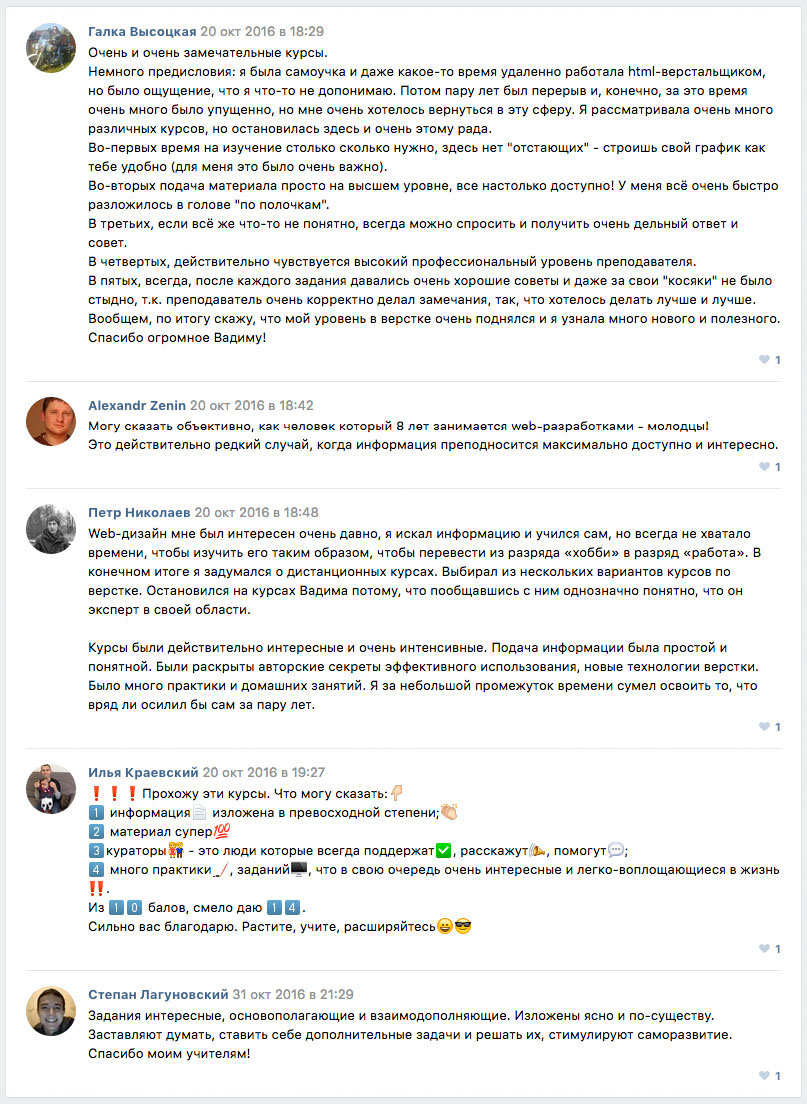 Галка Высоцкая 20 окт 2016 в 18:29
Очень и очень замечательные курсы.
Немного предисловия: я была самоучка и даже какое-то время удаленно работала html-верстальщиком,
но было ощущение, что я что-то не допонимаю. Потом пару лет был перерыв и, конечно, за это время
очень много было упущенно, но мне очень хотелось вернуться в эту сферу. Я рассматривала очень много
различных курсов, но остановилась здесь и очень этому рада.
Во-первых время на изучение столько сколько нужно, здесь нет "отстающих" - строишь свой график как
тебе удобно (для меня это было очень важно).
Во-вторых подача материала просто на высшем уровне, все настолько доступно! У меня всё очень быстро
разложилось в голове "по полочкам".
В третьих, если всё же что-то не понятно, всегда можно спросить и получить очень дельный ответ и
совет.
В четвертых, действительно чувствуется высокий профессиональный уровень преподавателя.
В пятых, всегда, после каждого задания давались очень хорошие советы и даже за свои "косяки" не было
стыдно, т.к. преподаватель очень корректно делал замечания, так, что хотелось делать лучше и лучше.
Вообщем, по итогу скажу, что мой уровень в верстке очень поднялся и я узнала много нового и полезного.
Спасибо огромное Вадиму!
1
Alexandr Zenin 20 окт 2016 в 18:42
Могу сказать объективно, как человек который 8 лет занимается web-разработками - молодцы!
Это действительно редкий случай, когда информация преподносится максимально доступно и интересно.
1
Петр Николаев 20 окт 2016 в 18:48
Web-дизайн мне был интересен очень давно, я искал информацию и учился сам, но всегда не хватало
времени, чтобы изучить его таким образом, чтобы перевести из разряда «хобби» в разряд «работа». В
конечном итоге я задумался о дистанционных курсах. Выбирал из нескольких вариантов курсов по
верстке. Остановился на курсах Вадима потому, что пообщавшись с ним однозначно понятно, что он
эксперт в своей области.
Курсы были действительно интересные и очень интенсивные. Подача информации была простой и
понятной. Были раскрыты авторские секреты эффективного использования, новые технологии верстки.
Было много практики и домашних занятий. Я за небольшой промежуток времени сумел освоить то, что
вряд ли осилил бы сам за пару лет.
1
Илья Краевский 20 окт 2016 в 19:27
❗❗❗Прохожу эти курсы. Что могу сказать:👇🏻
1️⃣ информация📄 изложена в превосходной степени;👏🏻
2️⃣ материал супер💯
3️⃣кураторы👫 - это люди которые всегда поддержат✅, расскажут🗣, помогут💬;
4️⃣ много практики🖌, заданий🖥, что в свою очередь очень интересные и легко-воплощающиеся в жизнь
‼.
Из 1️⃣0️⃣ балов, смело даю 1️⃣4️⃣.
Сильно вас благодарю. Растите, учите, расширяйтесь😄😎
1
Степан Лагуновский 31 окт 2016 в 21:29
Задания интересные, основополагающие и взаимодополняющие. Изложены ясно и по-существу.
Заставляют думать, ставить себе дополнительные задачи и решать их, стимулируют саморазвитие.
Спасибо моим учителям!
1